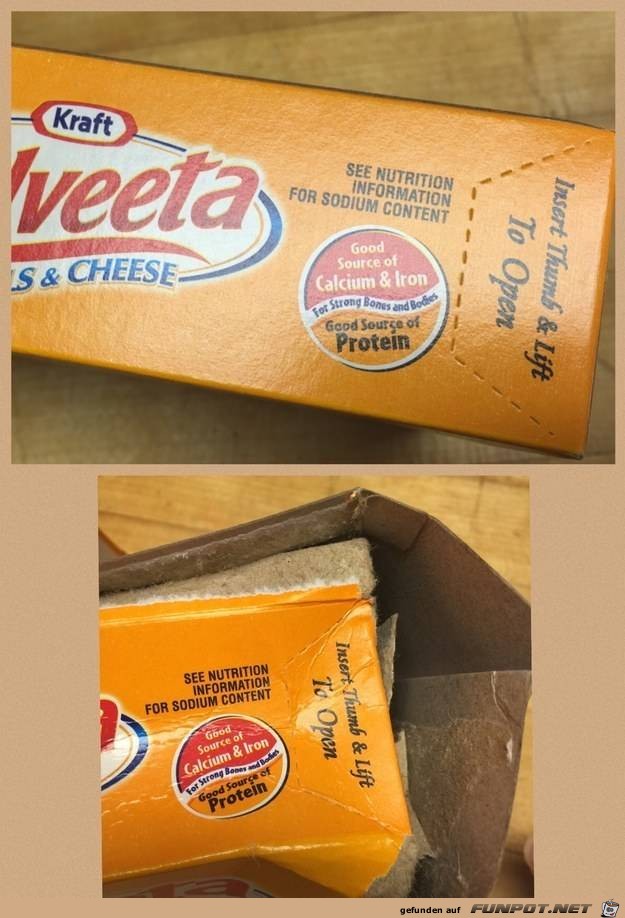 Kraft
lveeta
LS & CHEESE
SEE NUTRITION
INFORMATION
FOR SODIUM CONTENT
Good
Source of
Calcium & Iron
For Strong Bones and Bodies
Good Source of
Protein
Insert Thumb & Lift
To Open
SEE NUTRITION
INFORMATION
FOR SODIUM CONTENT
Good
Source of
Calcium & Iron
For Strong Bones and Bodies
Good Source of
Protein
Insert Thumb & Lift
To Open
gefunden auf FUNPOT.NET